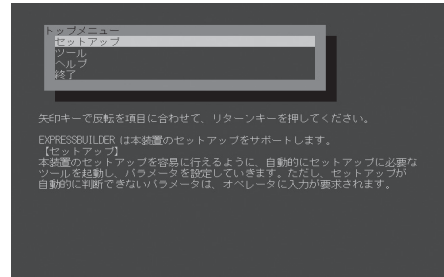 トップメニュー
セットアップ
ツール
ヘルプ
終了
矢印キーで反転を項目に合わせて、リターンキーを押してください。
EXPRESSBUILDER は本装置のセットアップをサポートします。
【セットアップ】
本装置のセットアップを容易に行えるように、自動的にセットアップに必要な
ツールを起動し、パラメータを設定していきます。ただし、セットアップが
自動的に判断できないパラメータは、オペレータに入力が要求されます。